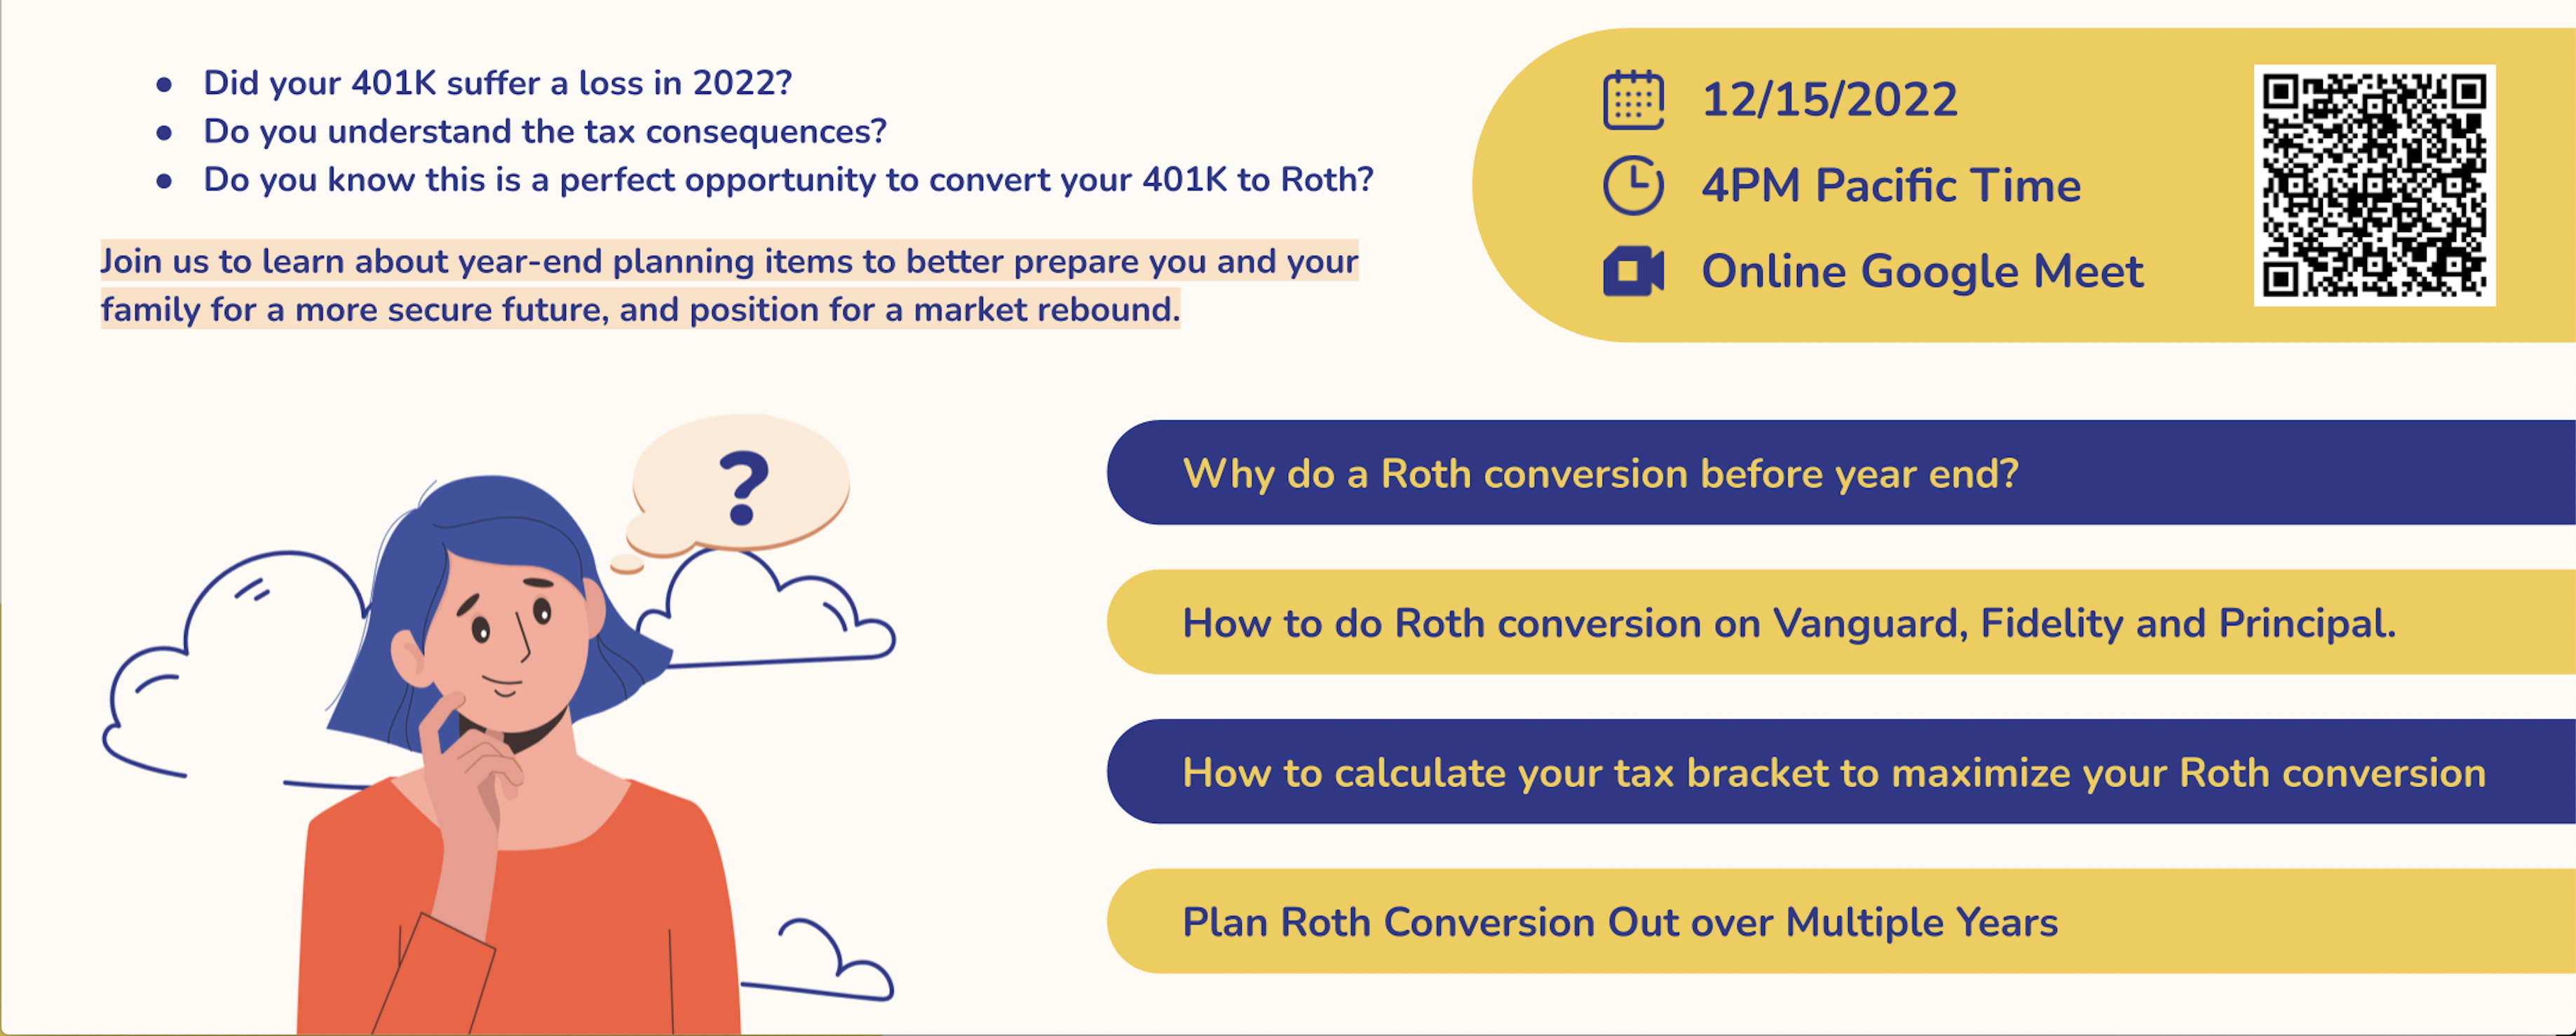 ● Did your 401K suffer a loss in 2022?
● Do you understand the tax consequences?
● Do you know this is a perfect opportunity to convert your 401K to Roth?
Join us to learn about year-end planning items to better prepare you and your
family for a more secure future, and position for a market rebound.
12/15/2022
4PM Pacific Time
Online Google Meet
?
Why do a Roth conversion before year end?
How to do Roth conversion on Vanguard, Fidelity and Principal.
How to calculate your tax bracket to maximize your Roth conversion
Plan Roth Conversion Out over Multiple Years